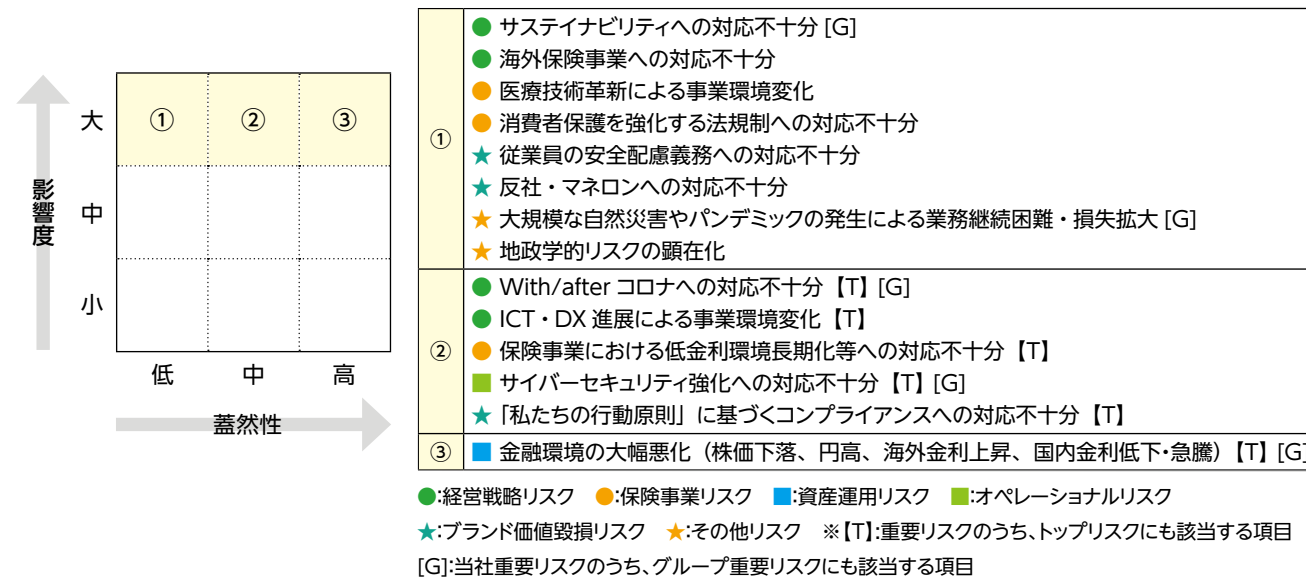 影響度
大
中
小
① ② ③
低 中 高
蓋然性
①
● サステイナビリティへの対応不十分 [G]
● 海外保険事業への対応不十分
● 医療技術革新による事業環境変化
● 消費者保護を強化する法規制への対応不十分
★ 従業員の安全配慮義務への対応不十分
★ 反社・マネロンへの対応不十分
★ 大規模な自然災害やパンデミックの発生による業務継続困難・損失拡大 [G]
★ 地政学的リスクの顕在化
②
● With/after コロナへの対応不十分【T】[G]
● ICT・DX 進展による事業環境変化【T】
● 保険事業における低金利環境長期化等への対応不十分【T】
■ サイバーセキュリティ強化への対応不十分【T】[G]
★「私たちの行動原則」に基づくコンプライアンスへの対応不十分【T】
③
■ 金融環境の大幅悪化（株価下落、円高、海外金利上昇、国内金利低下・急騰）【T】[G]
●:経営戦略リスク ●:保険事業リスク ■:資産運用リスク ■:オペレーショナルリスク
★:ブランド価値毀損リスク ★:その他リスク ※【T】:重要リスクのうち、トップリスクにも該当する項目
[G]:当社重要リスクのうち、グループ重要リスクにも該当する項目